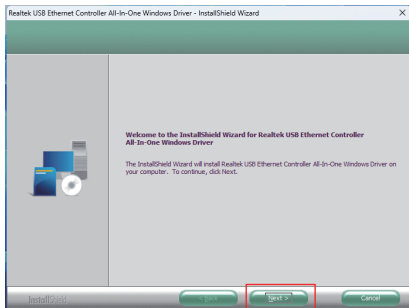 Realtek USB Ethernet Controller All-In-One Windows Driver - InstallShield Wizard
Welcome to the InstallShield Wizard for Realtek USB Ethernet Controller
All-In-One Windows Driver
The InstallShield Wizard will install Realtek USB Ethernet Controller All-In-One Windows Driver on
your computer. To continue, click Next.
InstallShield
< Back Next > Cancel